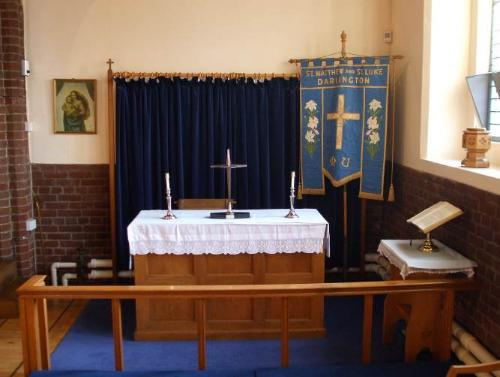 ST. MATTHEW AND ST. LUKE
DARLINGTON